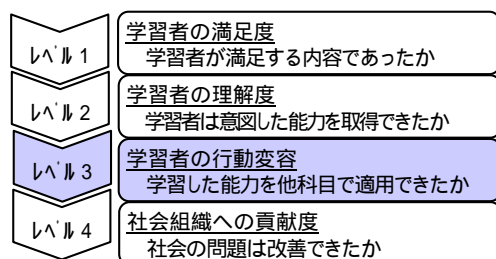 ﾚﾍﾞﾙ 1
学習者の満足度
学習者が満足する内容であったか
ﾚﾍﾞﾙ 2
学習者の理解度
学習者は意図した能力を取得できたか
ﾚﾍﾞﾙ 3
学習者の行動変容
学習した能力を他科目で適用できたか
ﾚﾍﾞﾙ 4
社会組織への貢献度
社会の問題は改善できたか